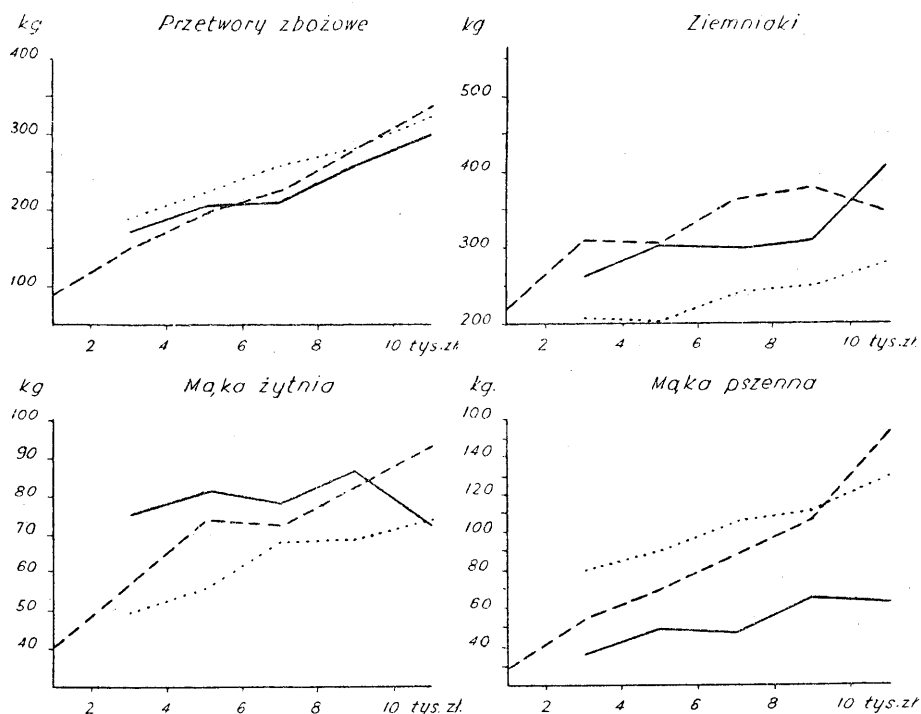 kg Przetwory zbożowe
400
300
200
100
2 4 6 8 10 tys.zł.
kg Ziemniaki
500
400
300
200
2 4 6 8 10 tys.zł
kg Mąka żytnia
100
90
80
70
60
50
40
2 4 6 8 10 tys.zł.
kg. Mąka pszenna
160
140
120
100
80
60
40
2 4 6 8 10 tys.zł